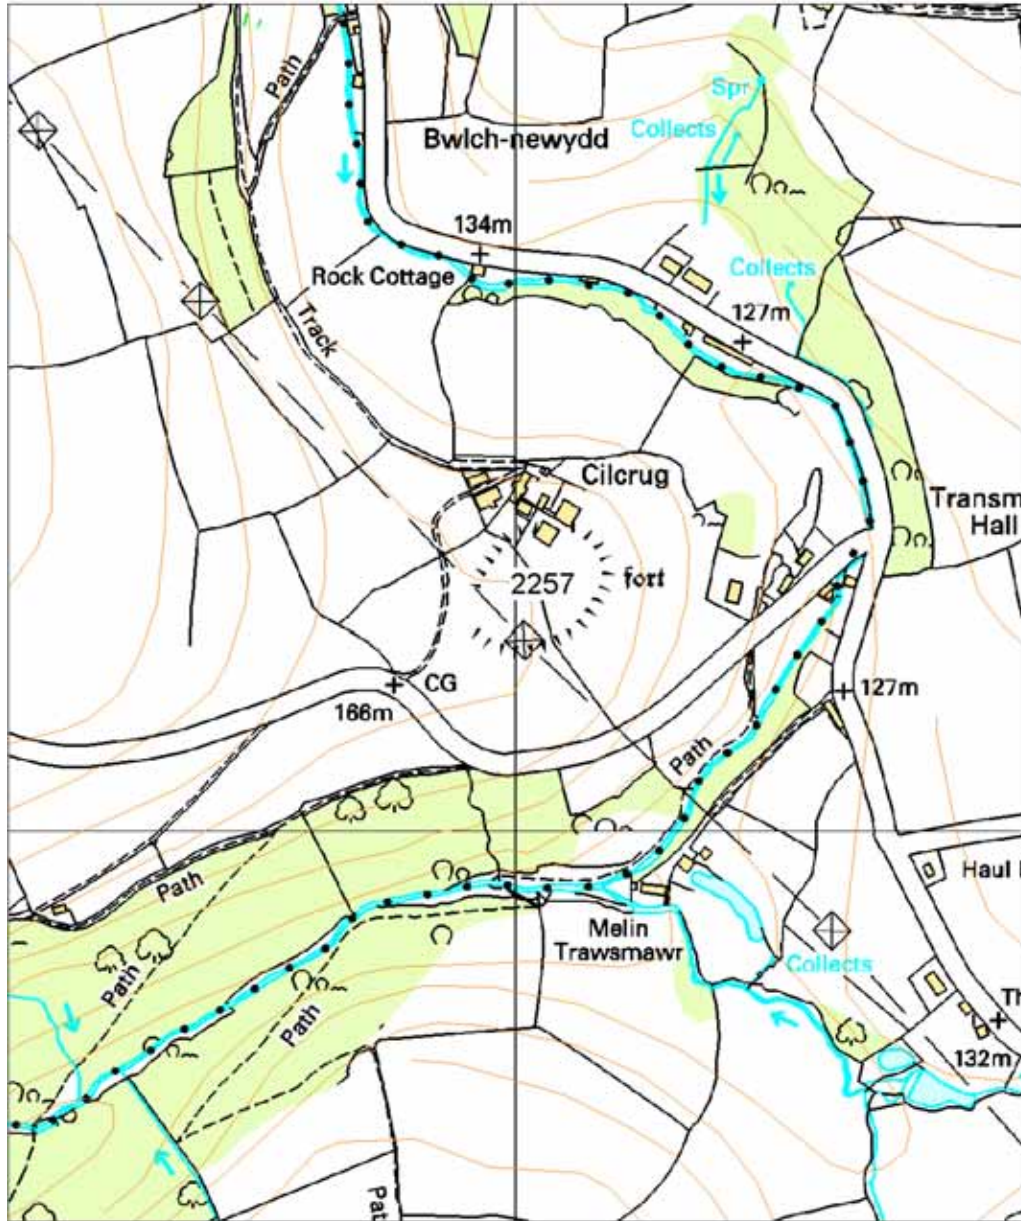 Path
Spr
Collects
Bwlch-newydd
134m
Rock Cottage
Collects
127m
Track
Cilcrug
Transm
Hall
2257
fort
CG
166m
127m
Path
Haul
Path
Melin
Trawsmawr
Collects
Path
Path
Th
132m
Pat